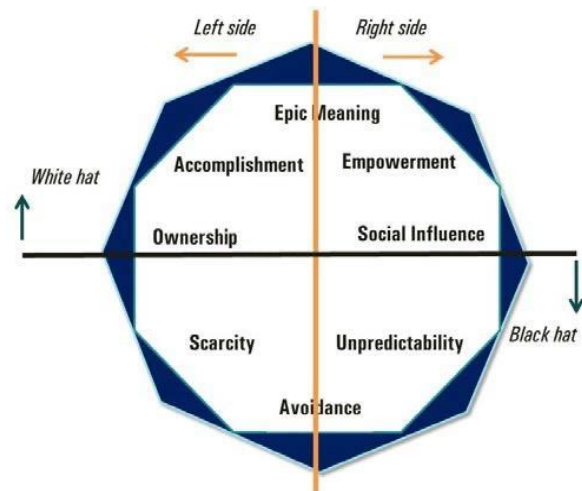 Left side
Right side
Epic Meaning
Accomplishment
Empowerment
White hat
Ownership
Social Influence
Scarcity
Unpredictability
Black hat
Avoidance